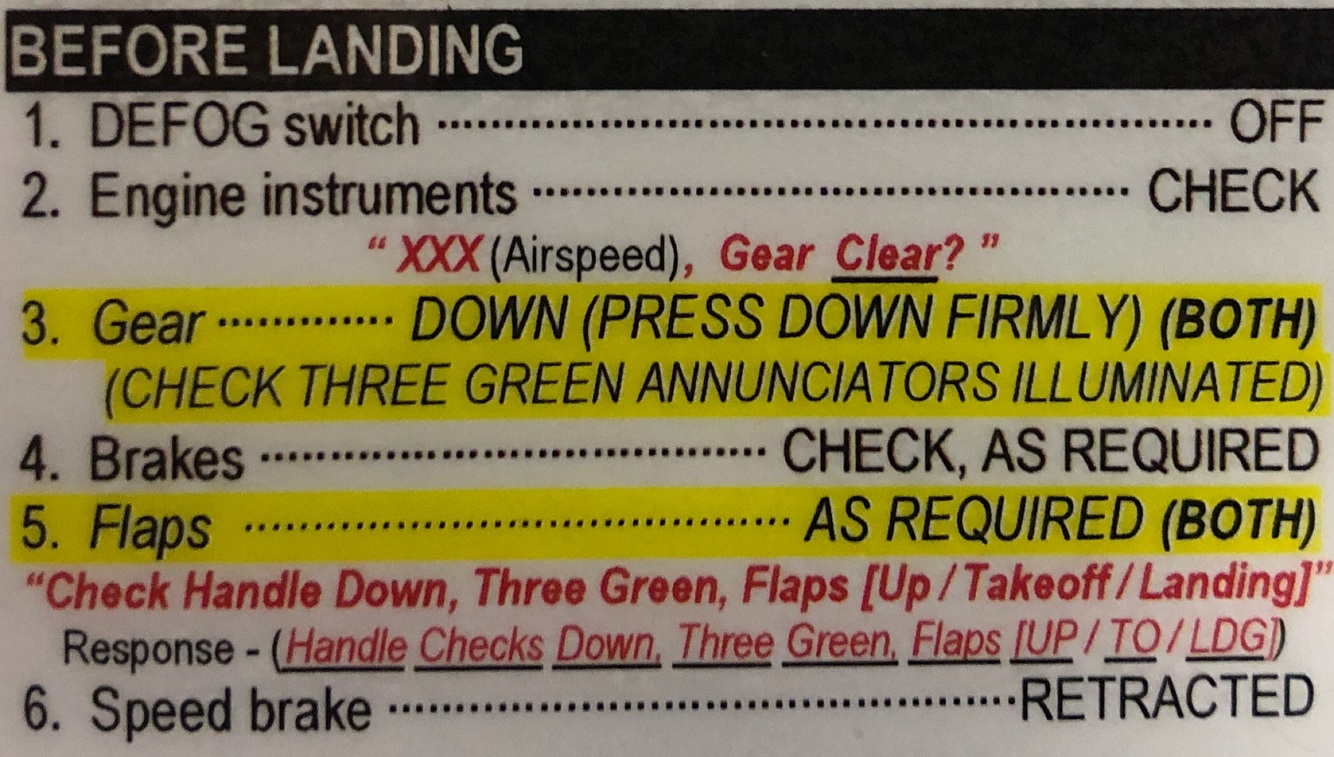 BEFORE LANDING
1. DEFOG switch ........................ OFF
2. Engine instruments ........................ CHECK
“ XXX (Airspeed), Gear Clear? ”
3. Gear ............. DOWN (PRESS DOWN FIRMLY) (BOTH)
(CHECK THREE GREEN ANNUNCIATORS ILLUMINATED)
4. Brakes ........................ CHECK, AS REQUIRED
5. Flaps ........................ AS REQUIRED (BOTH)
“Check Handle Down, Three Green, Flaps [Up / Takeoff / Landing]”
Response - (Handle Checks Down, Three Green, Flaps [UP / TO / LDG])
6. Speed brake ........................ RETRACTED